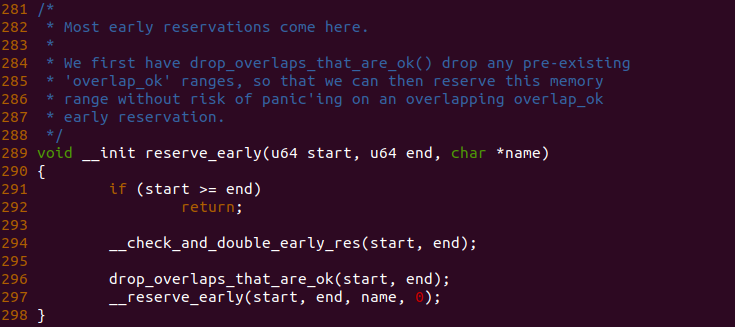 281 /*
282  * Most early reservations come here.
283  *
284  * We first have drop_overlaps_that_are_ok() drop any pre-existing
285  * 'overlap_ok' ranges, so that we can then reserve this memory
286  * range without risk of panic'ing on an overlapping overlap_ok
287  * early reservation.
288  */
289 void __init reserve_early(u64 start, u64 end, char *name)
290 {
291         if (start >= end)
292                 return;
293
294         __check_and_double_early_res(start, end);
295
296         drop_overlaps_that_are_ok(start, end);
297         __reserve_early(start, end, name, 0);
298 }